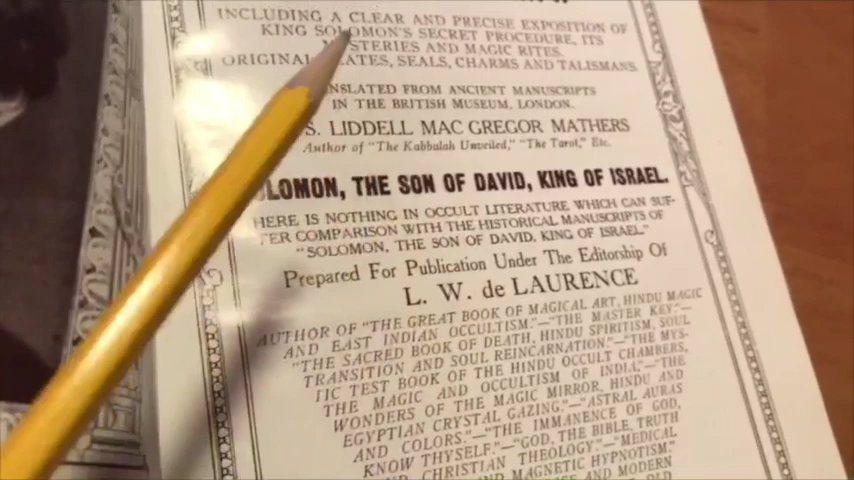 INCLUDING A CLEAR AND PRECISE EXPOSITION OF
KING SOLOMON'S SECRET PROCEDURE, ITS
MYSTERIES AND MAGIC RITES.
ORIGINAL PLATES, SEALS, CHARMS AND TALISMANS.
FROM ANCIENT MANUSCRIPTS
IN THE BRITISH MUSEUM, LONDON.
S. LIDDELL MAC GREGOR MATHERS
Author of "The Kabbalah Unveiled," "The Tarot," Etc.
OLOMON, THE SON OF DAVID, KING OF ISRAEL.
HERE IS NOTHING IN OCCULT LITERATURE WHICH CAN SUF-
FER COMPARISON WITH THE HISTORICAL MANUSCRIPTS OF
"SOLOMON, THE SON OF DAVID, KING OF ISRAEL."
Prepared For Publication Under The Editorship Of
L. W. de LAURENCE
AUTHOR OF "THE GREAT BOOK OF MAGICAL ART, HINDU MAGIC
AND EAST INDIAN OCCULTISM."—"THE MASTER KEY"—
"THE SACRED BOOK OF DEATH, HINDU SPIRITISM, SOUL
TRANSITION AND SOUL REINCARNATION."—"THE MYS-
TIC TEST BOOK OF THE HINDU OCCULT CHAMBERS,
THE MAGIC AND OCCULTISM OF INDIA."—"THE
WONDERS OF THE MAGIC MIRROR, HINDU AND
EGYPTIAN CRYSTAL GAZING."—"ASTRAL AURAS
AND COLORS."—"THE IMMANENCE OF GOD,
KNOW THYSELF."—"GOD, THE BIBLE, TRUTH
AND CHRISTIAN THEOLOGY."—"MEDICAL
AND MAGNETIC HYPNOTISM."
AND MODERN
OLD